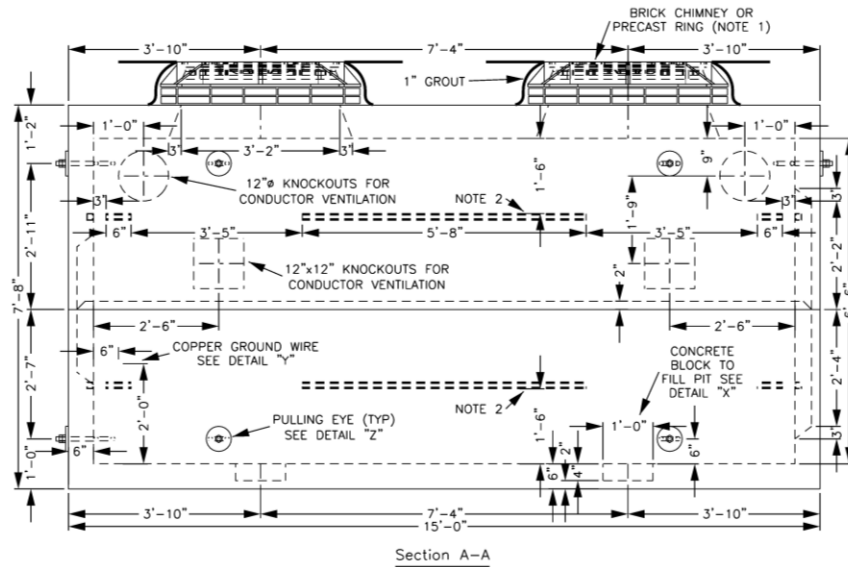 BRICK CHIMNEY OR
PRECAST RING (NOTE 1)
3'-10"
7'-4"
3'-10"
1" GROUT
1'-2"
1'-0"
1'-0"
3"
3'-2"
3"
1'-6"
9"
12"ø KNOCKOUTS FOR
CONDUCTOR VENTILATION
NOTE 2
3"
3"
3"
1'-9"
2'-11"
6"
3'-5"
5'-8"
3'-5"
6"
2'-2"
12"x12" KNOCKOUTS FOR
CONDUCTOR VENTILATION
2"
7'-8"
6'-6"
2'-6"
2'-6"
COPPER GROUND WIRE
SEE DETAIL "Y"
6"
CONCRETE
BLOCK TO
FILL PIT SEE
DETAIL "X"
2'-7"
2'-4"
NOTE 2
2'-0"
PULLING EYE (TYP)
SEE DETAIL "Z"
1'-6"
1'-0"
3"
6"
1'-0"
6"
2"
4"
6"
3'-10"
7'-4"
3'-10"
15'-0"
Section A-A